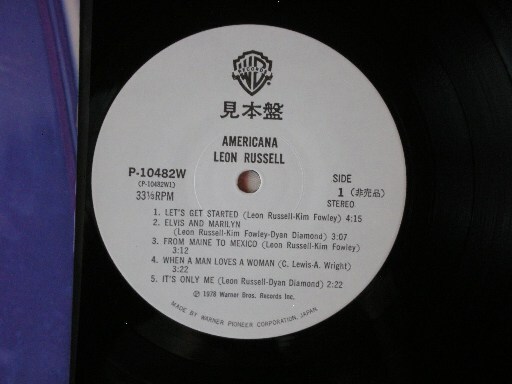 WB
RECORDS
見本盤
AMERICANA
LEON RUSSELL
P-10482W
(P-10482W1)
33⅓RPM
SIDE
1 (非売品)
STEREO
1. LET'S GET STARTED (Leon Russell-Kim Fowley) 4:15
2. ELVIS AND MARILYN
(Leon Russell-Kim Fowley-Dyan Diamond) 3:07
3. FROM MAINE TO MEXICO (Leon Russell-Kim Fowley)
3:12
4. WHEN A MAN LOVES A WOMAN (C. Lewis-A. Wright)
3:22
5. IT'S ONLY ME (Leon Russell-Dyan Diamond) 2:22
℗ 1978 Warner Bros. Records Inc.
MADE BY WARNER PIONEER CORPORATION, JAPAN